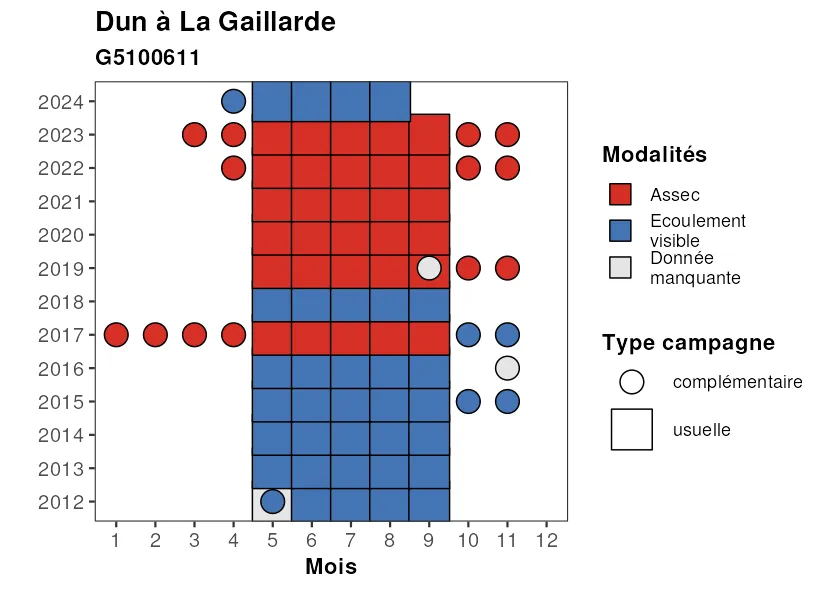 Dun à La Gaillarde
G5100611
2024
2023
2022
2021
2020
2019
2018
2017
2016
2015
2014
2013
2012
1 2 3 4 5 6 7 8 9 10 11 12
Mois
Modalités
Assec
Ecoulement
visible
Donnée
manquante
Type campagne
complémentaire
usuelle